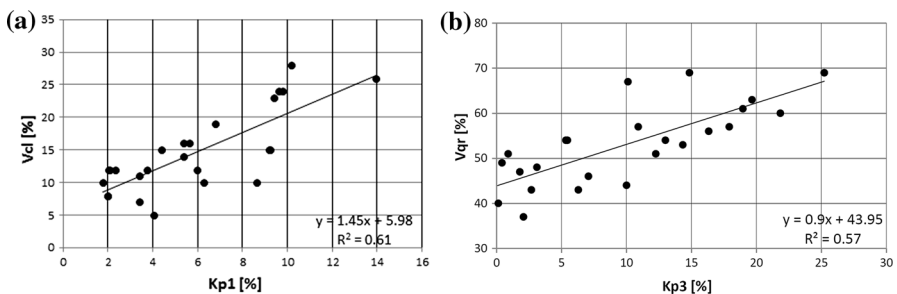 (a)
35
30
25
20
15
10
5
0
Vcl [%]
0 2 4 6 8 10 12 14 16
Kp1 [%]
y = 1.45x + 5.98
R² = 0.61
(b)
80
70
60
50
40
30
Vqr [%]
0 5 10 15 20 25 30
Kp3 [%]
y = 0.9x + 43.95
R² = 0.57